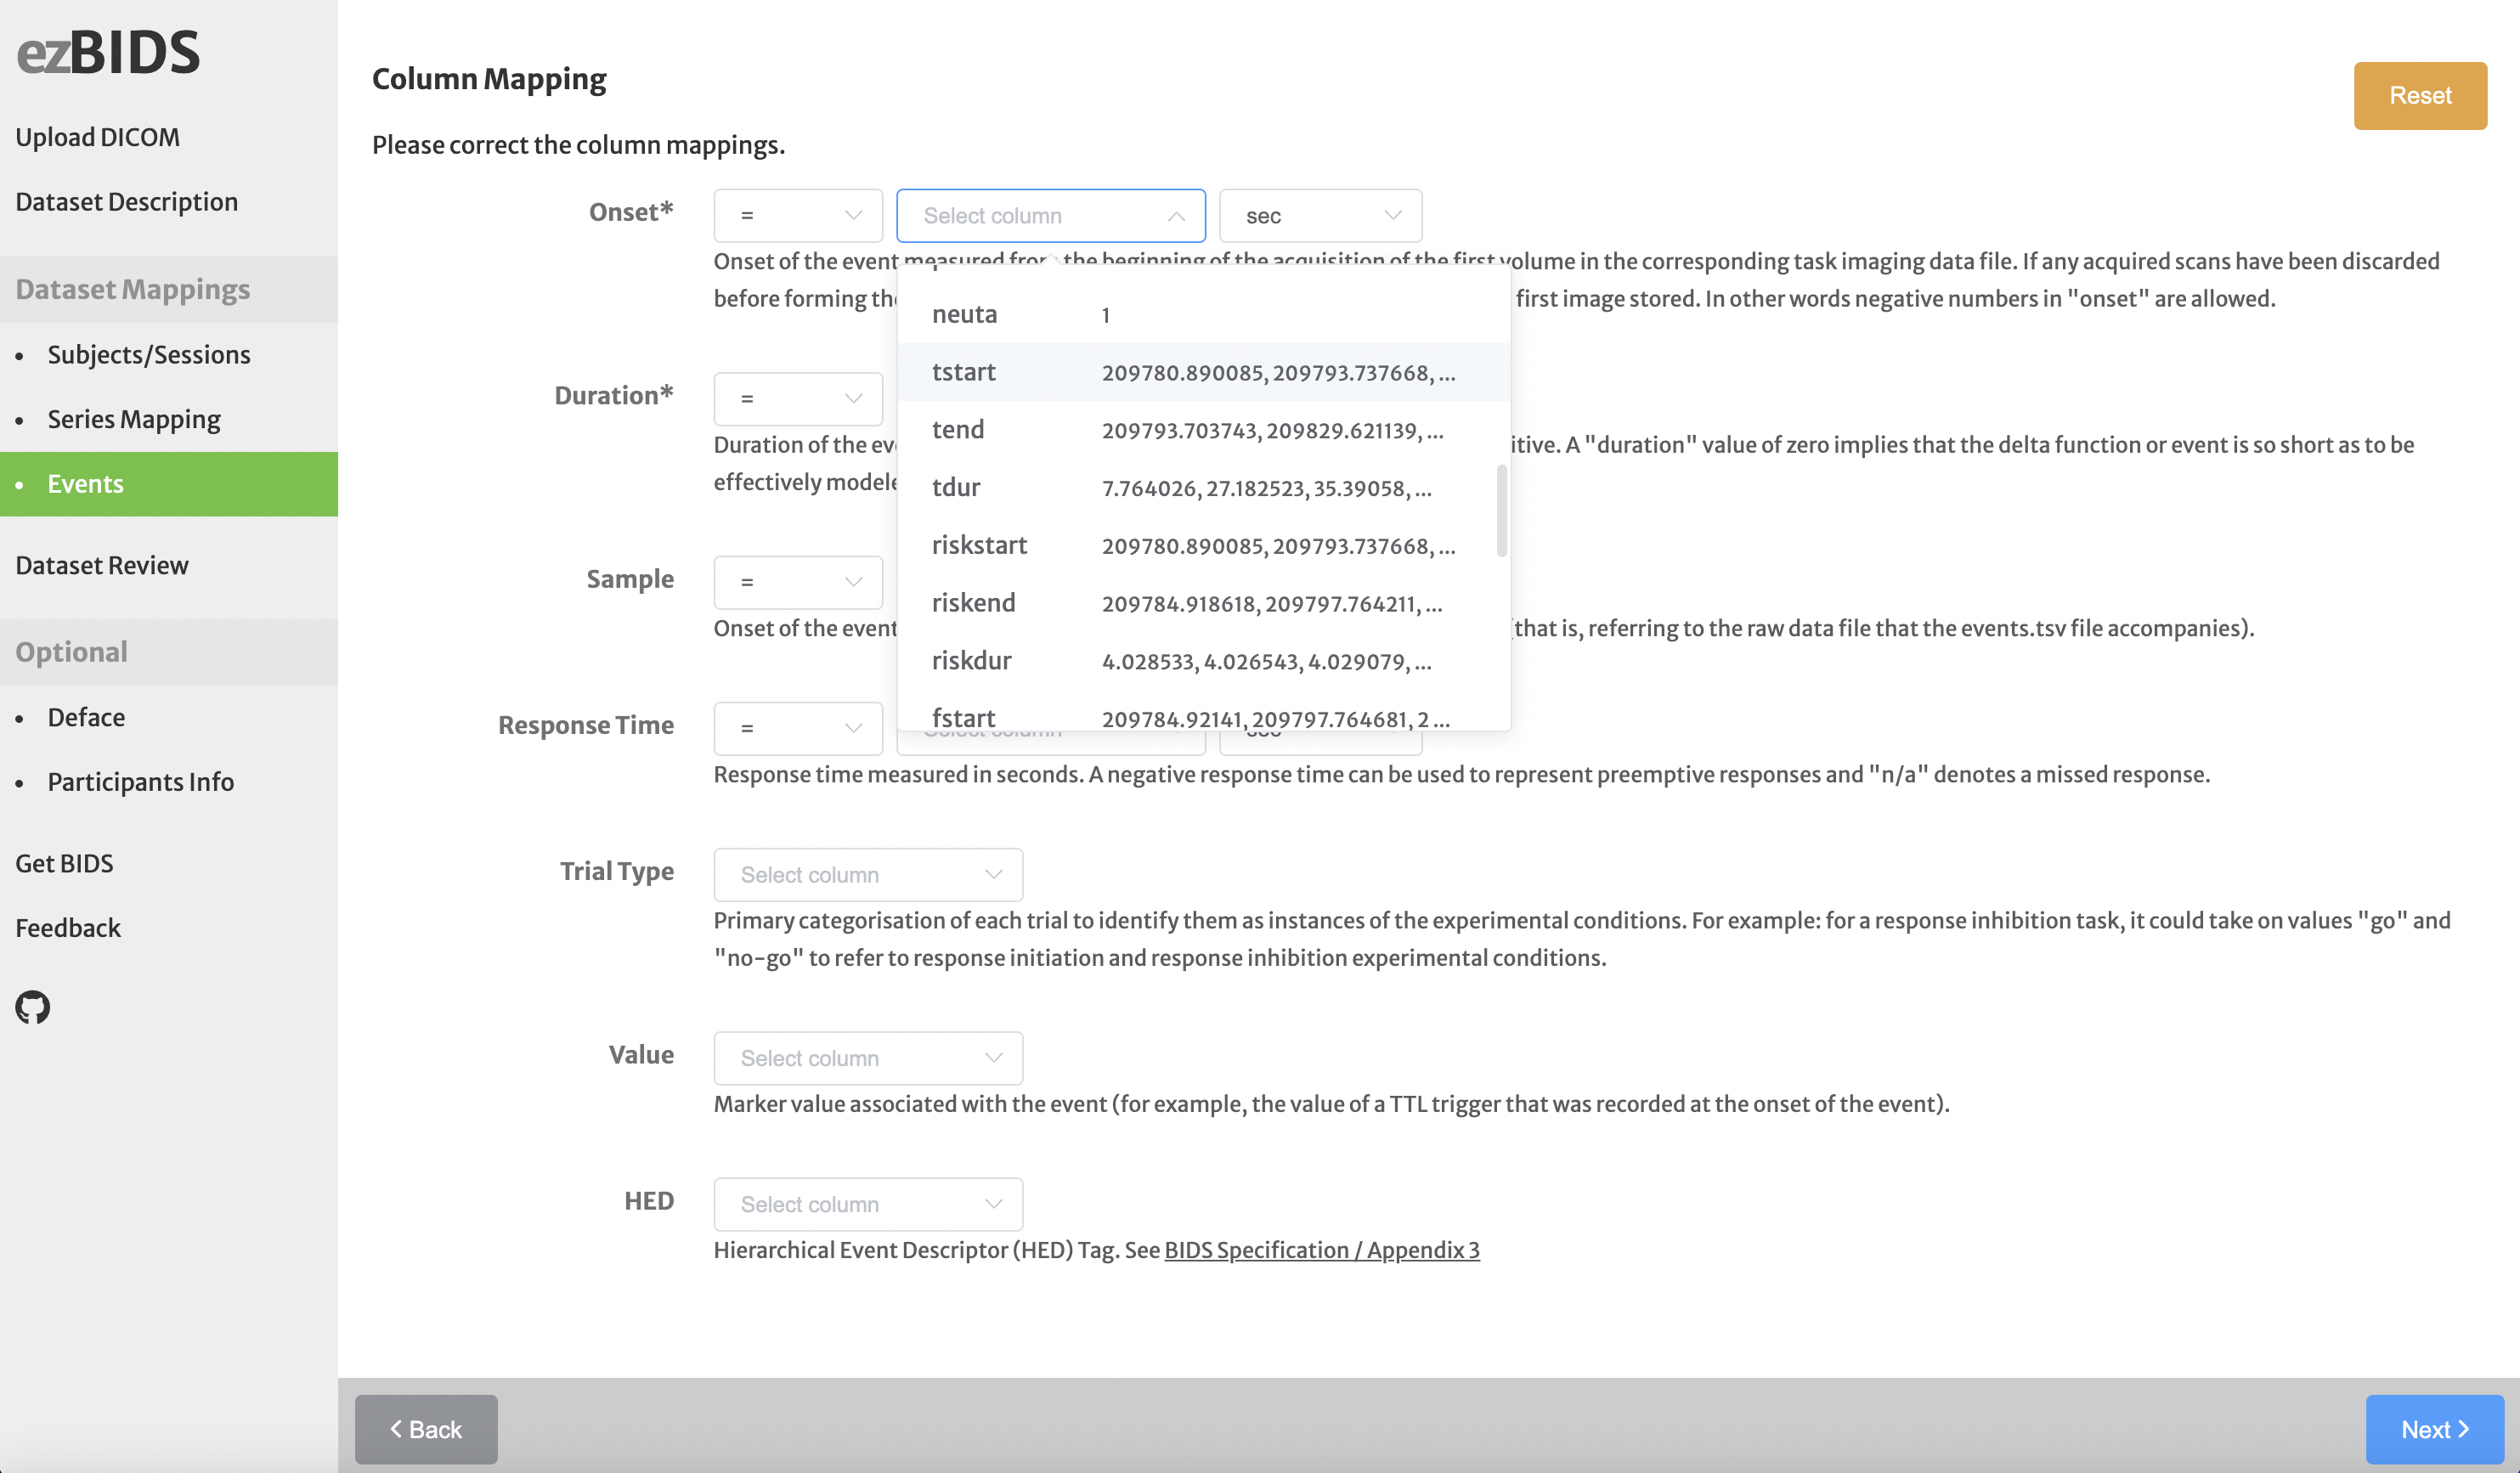 ezBIDS
Upload DICOM
Dataset Description
Dataset Mappings
• Subjects/Sessions
• Series Mapping
• Events
Dataset Review
Optional
• Deface
• Participants Info
Get BIDS
Feedback
Column Mapping
Reset
Please correct the column mappings.
Onset* = Select column sec
Onset of the event measured from the beginning of the acquisition of the first volume in the corresponding task imaging data file. If any acquired scans have been discarded
before forming the first image stored. In other words negative numbers in "onset" are allowed.
neuta 1
tstart 209780.890085, 209793.737668, ...
tend 209793.703743, 209829.621139, ...
tdur 7.764026, 27.182523, 35.39058, ...
riskstart 209780.890085, 209793.737668, ...
riskend 209784.918618, 209797.764211, ...
riskdur 4.028533, 4.026543, 4.029079, ...
fstart 209784.92141, 209797.764681, 2 ...
Duration* =
Duration of the itive. A "duration" value of zero implies that the delta function or event is so short as to be
effectively
Sample =
Onset of the event (that is, referring to the raw data file that the events.tsv file accompanies).
Response Time = Select column sec
Response time measured in seconds. A negative response time can be used to represent preemptive responses and "n/a" denotes a missed response.
Trial Type Select column
Primary categorisation of each trial to identify them as instances of the experimental conditions. For example: for a response inhibition task, it could take on values "go" and
"no-go" to refer to response initiation and response inhibition experimental conditions.
Value Select column
Marker value associated with the event (for example, the value of a TTL trigger that was recorded at the onset of the event).
HED Select column
Hierarchical Event Descriptor (HED) Tag. See BIDS Specification / Appendix 3
< Back
Next >